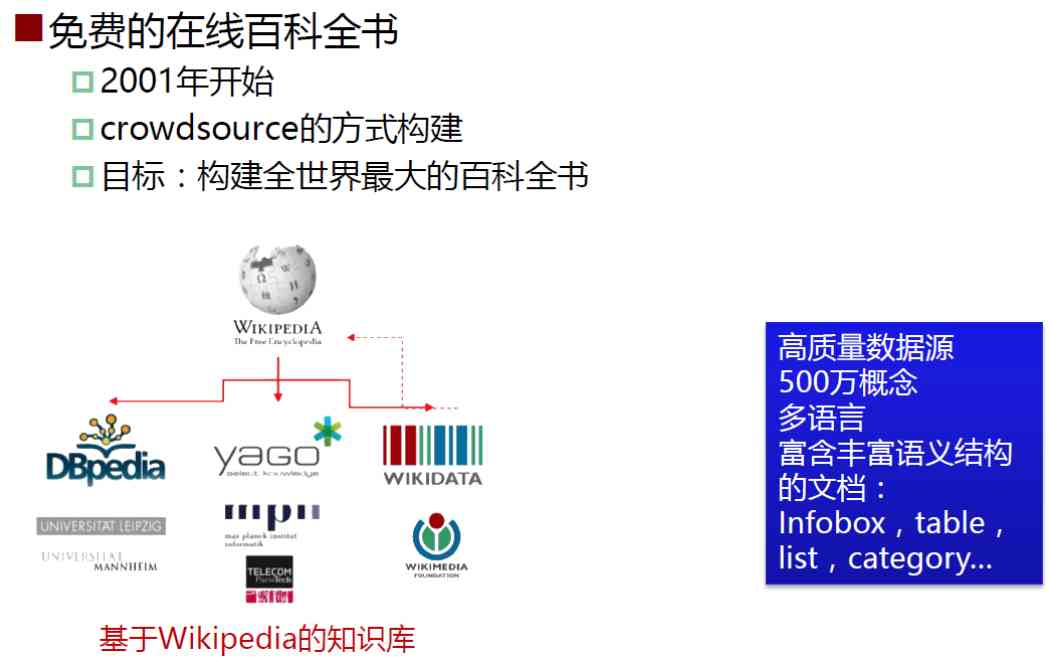 免费的在线百科全书
2001年开始
crowdsource的方式构建
目标：构建全世界最大的百科全书
WIKIPEDIA
The Free Encyclopedia
DBpedia
yago
select knowledge
WIKIDATA
UNIVERSITÄT LEIPZIG
UNIVERSITÄT
MANNHEIM
mpii
max planck institut
informatik
TELECOM
ParisTech
WIKIMEDIA
FOUNDATION
基于Wikipedia的知识库
高质量数据源
500万概念
多语言
富含丰富语义结构
的文档：
Infobox，table，
list，category...